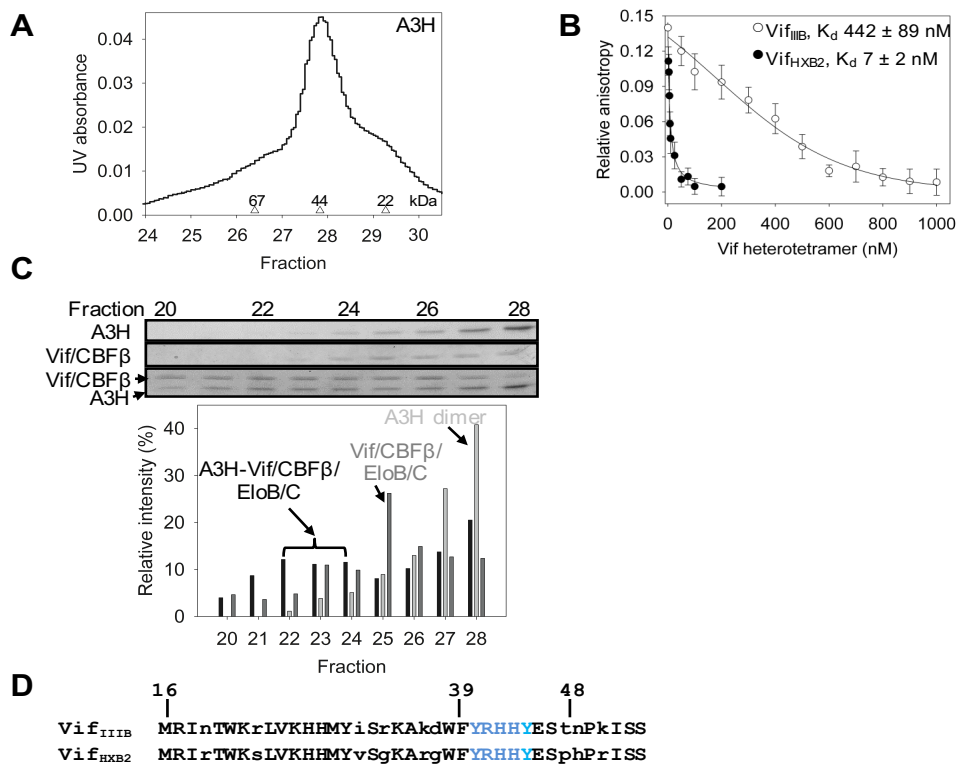 A
A3H
UV absorbance
0.04
0.03
0.02
0.01
0.00
67 44 22 kDa
24 25 26 27 28 29 30
Fraction
B
Relative anisotropy
0.15
0.12
0.09
0.06
0.03
0.00
VifIIIB, Kd 442 ± 89 nM
VifHXB2, Kd 7 ± 2 nM
0 200 400 600 800 1000
Vif heterotetramer (nM)
C
Fraction 20 22 24 26 28
A3H
Vif/CBFβ
Vif/CBFβ
A3H
Relative intensity (%)
40
30
20
10
0
A3H dimer
Vif/CBFβ/
EloB/C
A3H-Vif/CBFβ/
EloB/C
20 21 22 23 24 25 26 27 28
Fraction
D
16 39 48
VifIIIB MRInTWKrLVKHHMYiSrKAkdWFYRHHYEStnPkISS
VifHXB2 MRIrTWKsLVKHHMYvSgKArgWFYRHHYESphPrISS